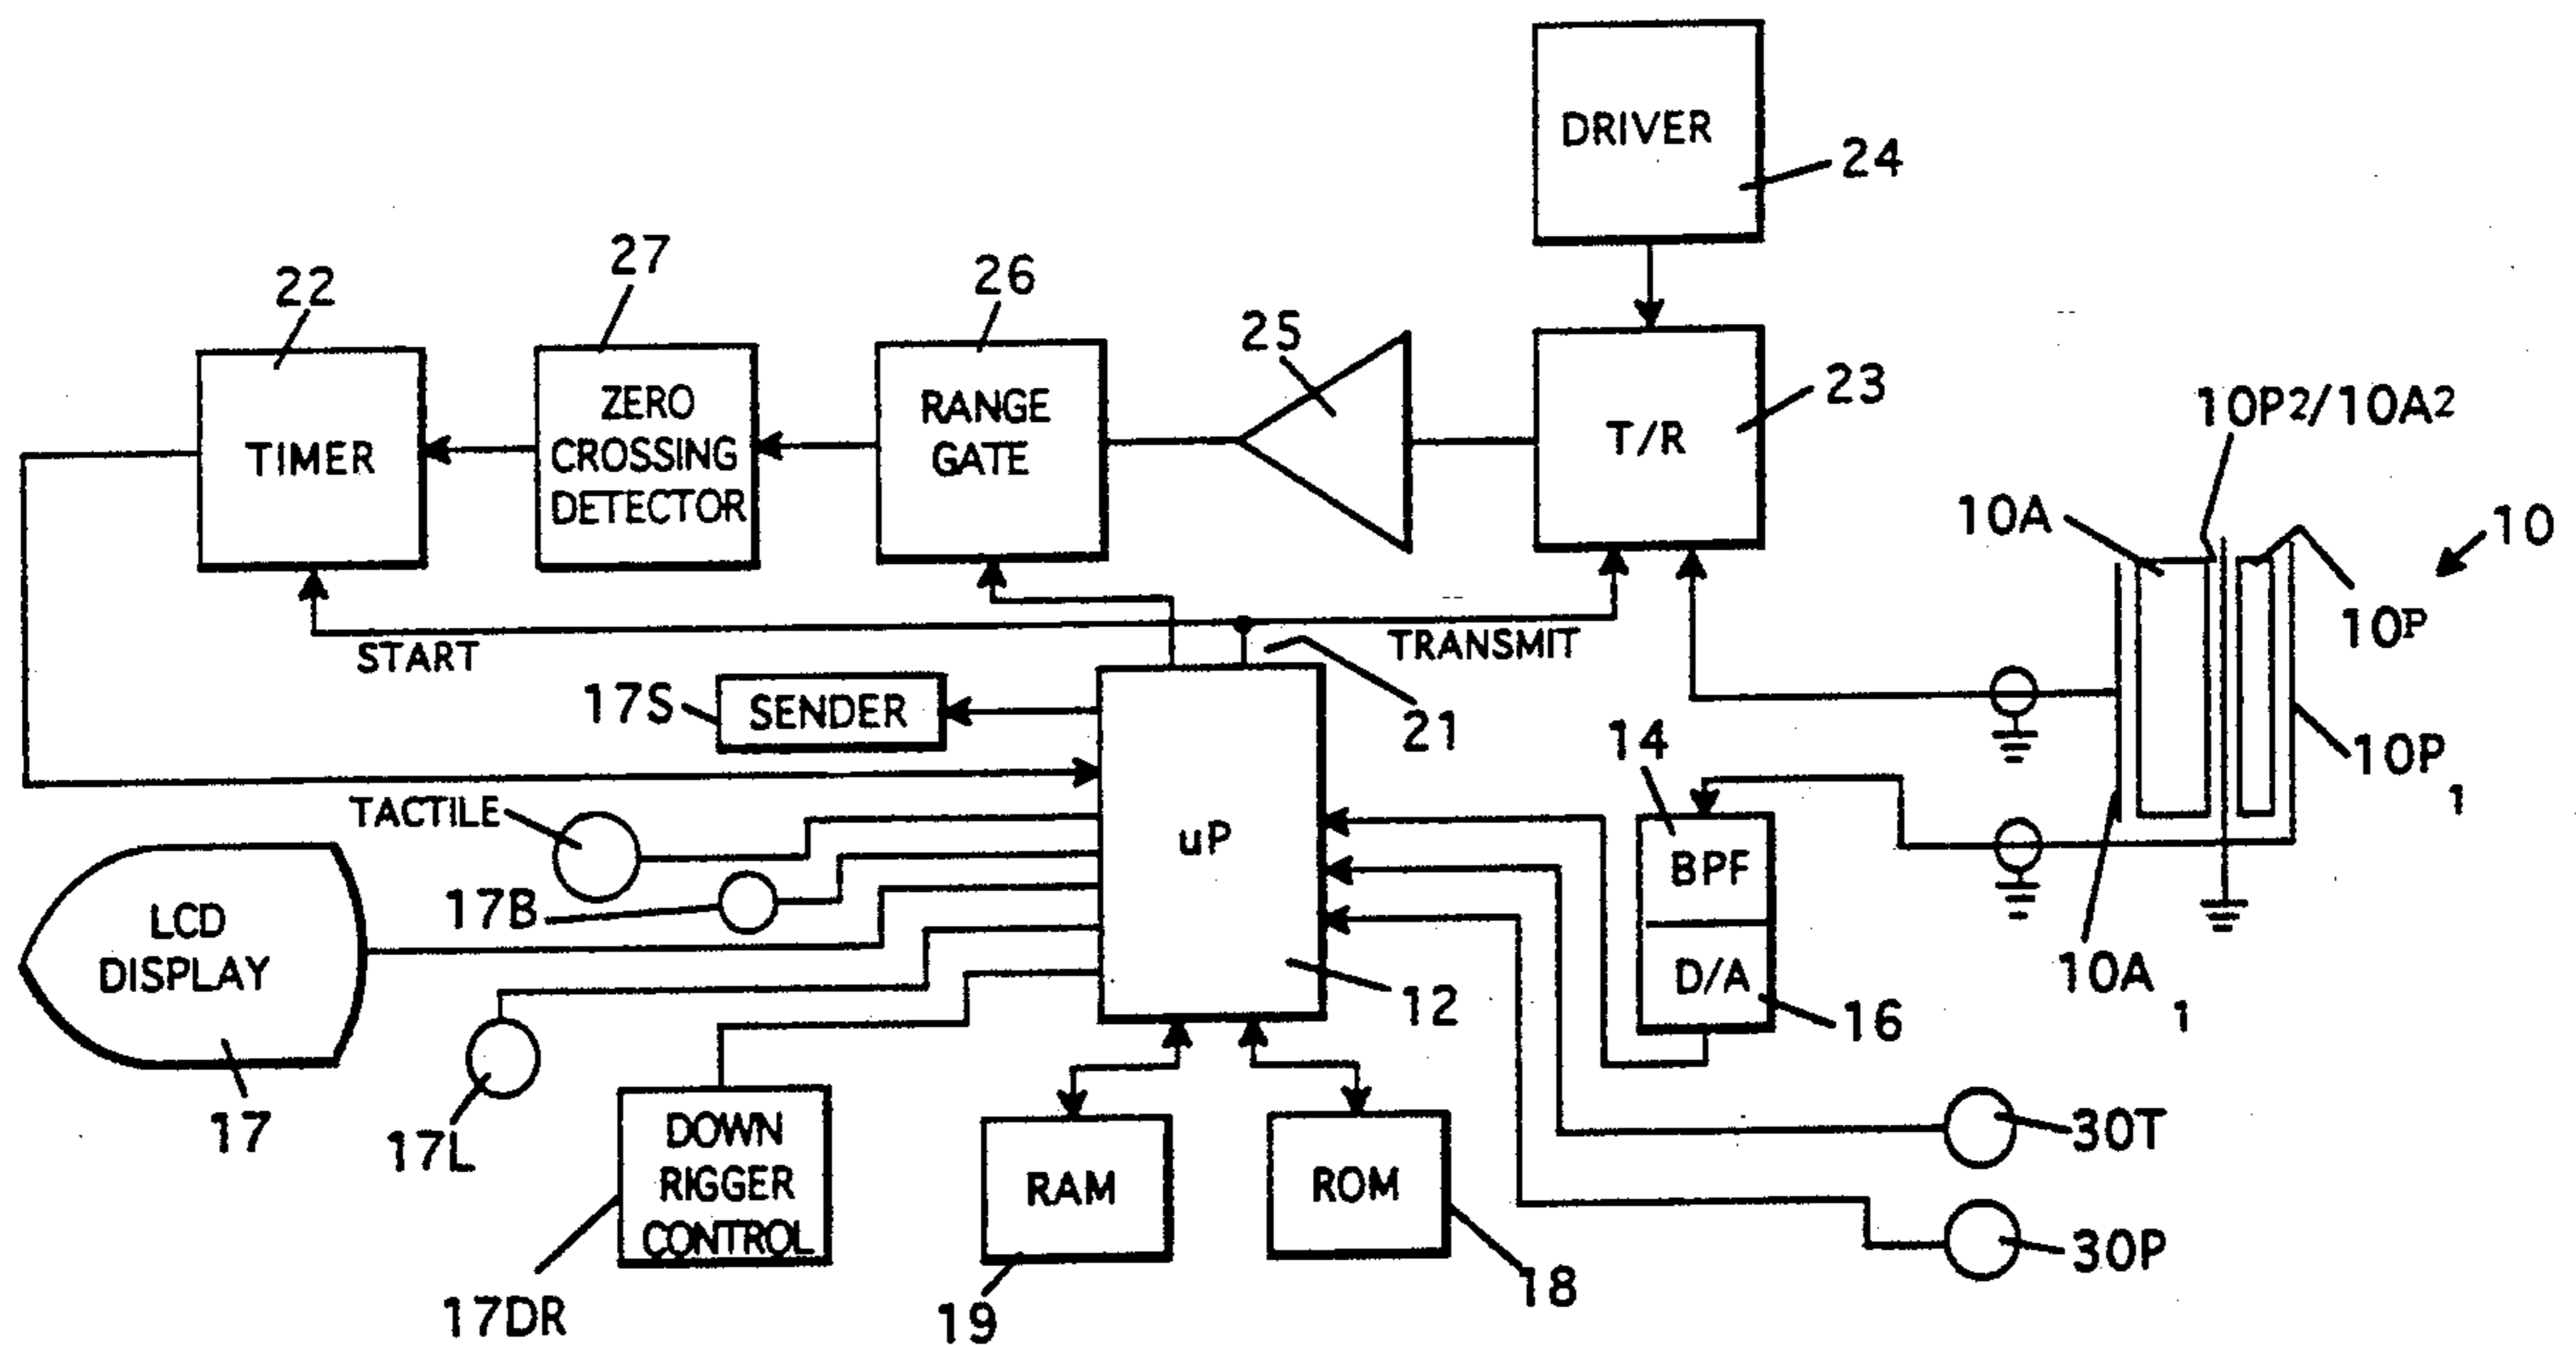 DRIVER
24
22
27
26
25
23
TIMER
ZERO
CROSSING
DETECTOR
RANGE
GATE
T/R
10P2/10A2
10A
10
10P
START
TRANSMIT
21
17S
SENDER
14
10P
1
TACTILE
uP
BPF
17B
LCD
DISPLAY
D/A
10A
1
12
16
17
17L
DOWN
RIGGER
CONTROL
RAM
ROM
30T
30P
17DR
19
18